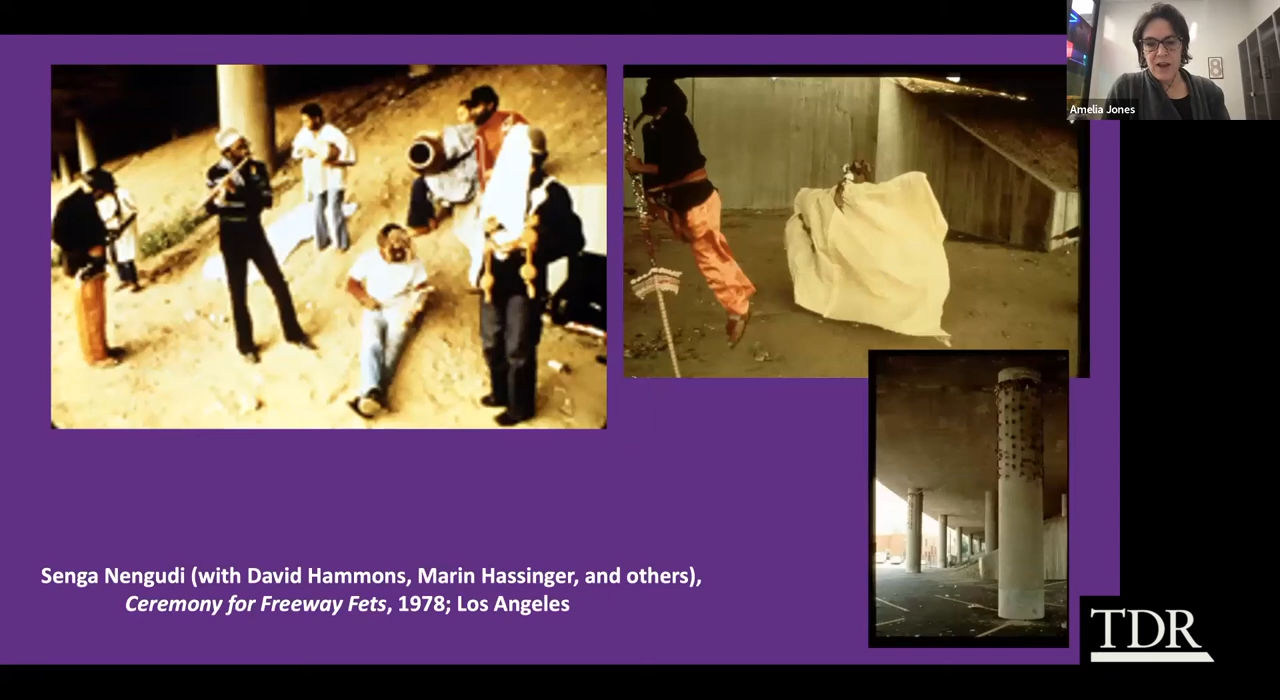 Amelia Jones
Senga Nengudi (with David Hammons, Marin Hassinger, and others),
Ceremony for Freeway Fets, 1978; Los Angeles
TDR